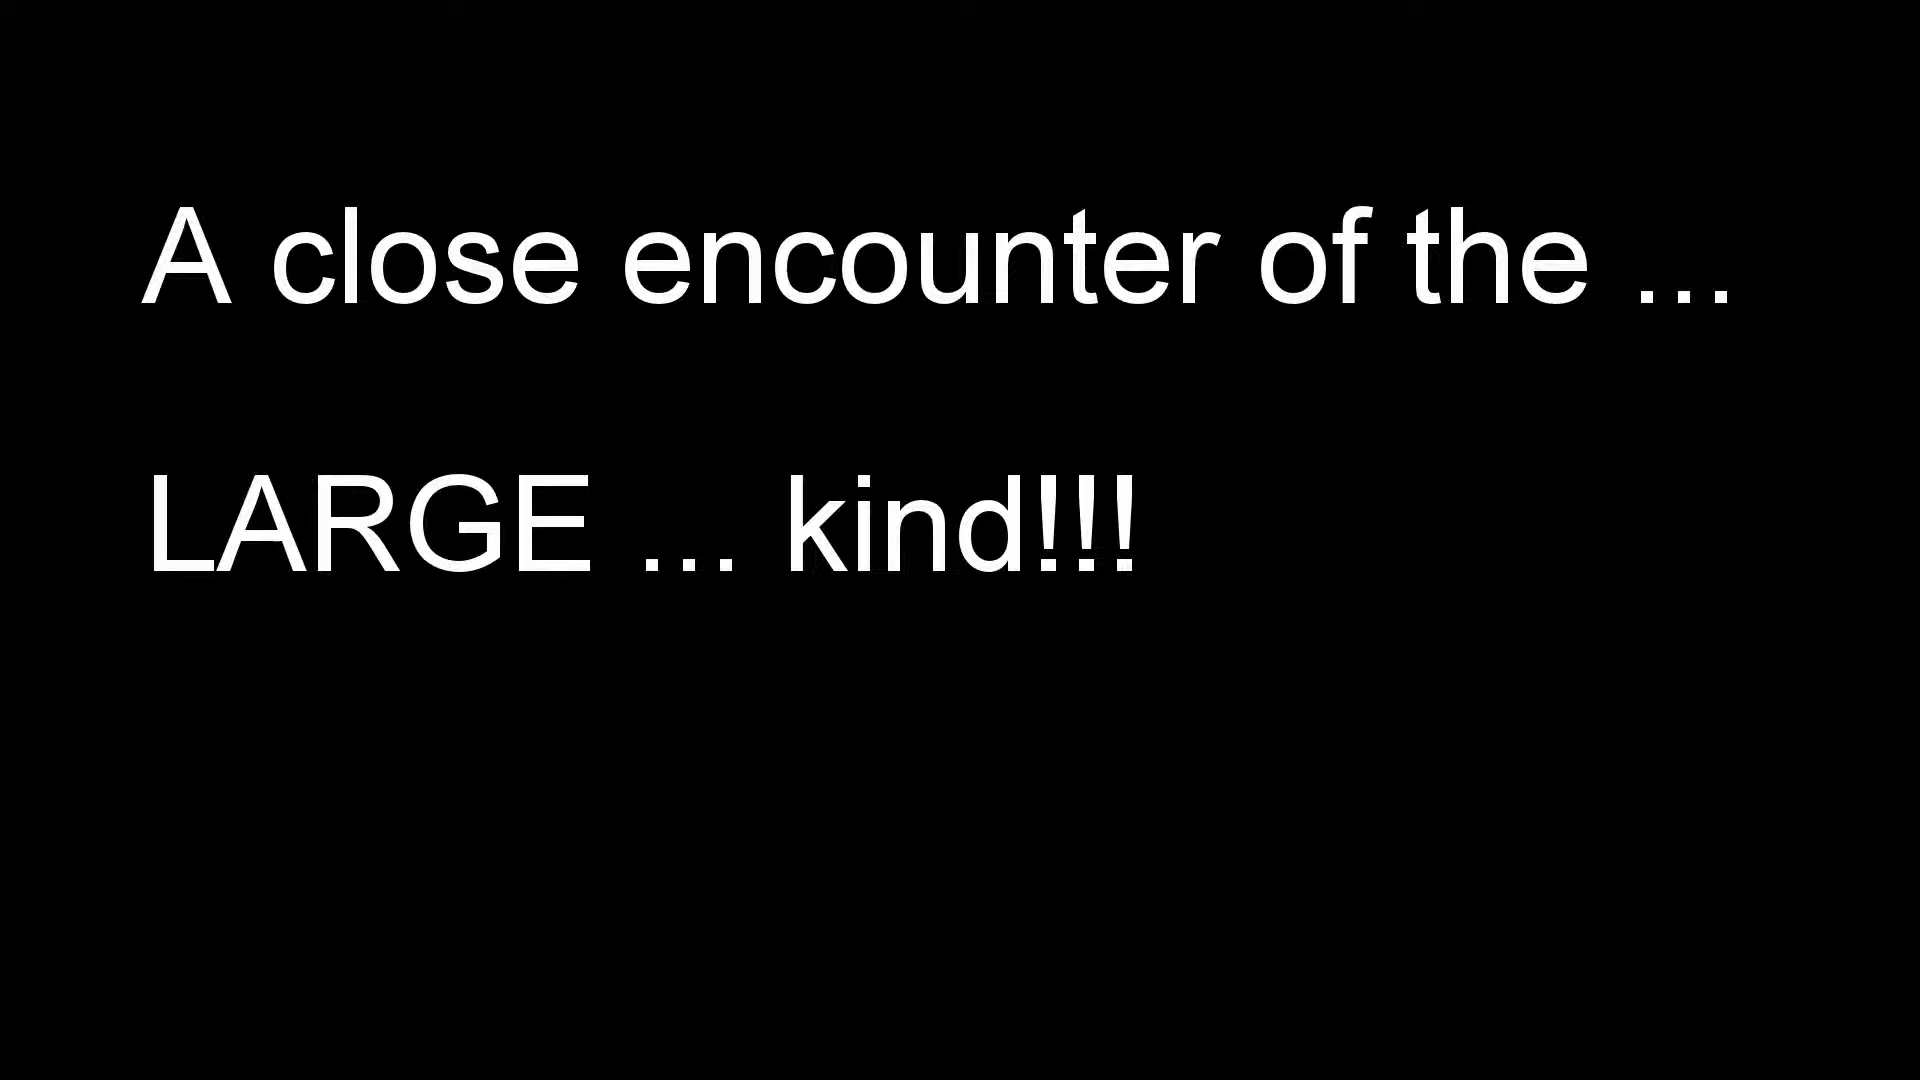 A close encounter of the ...
LARGE ... kind!!!